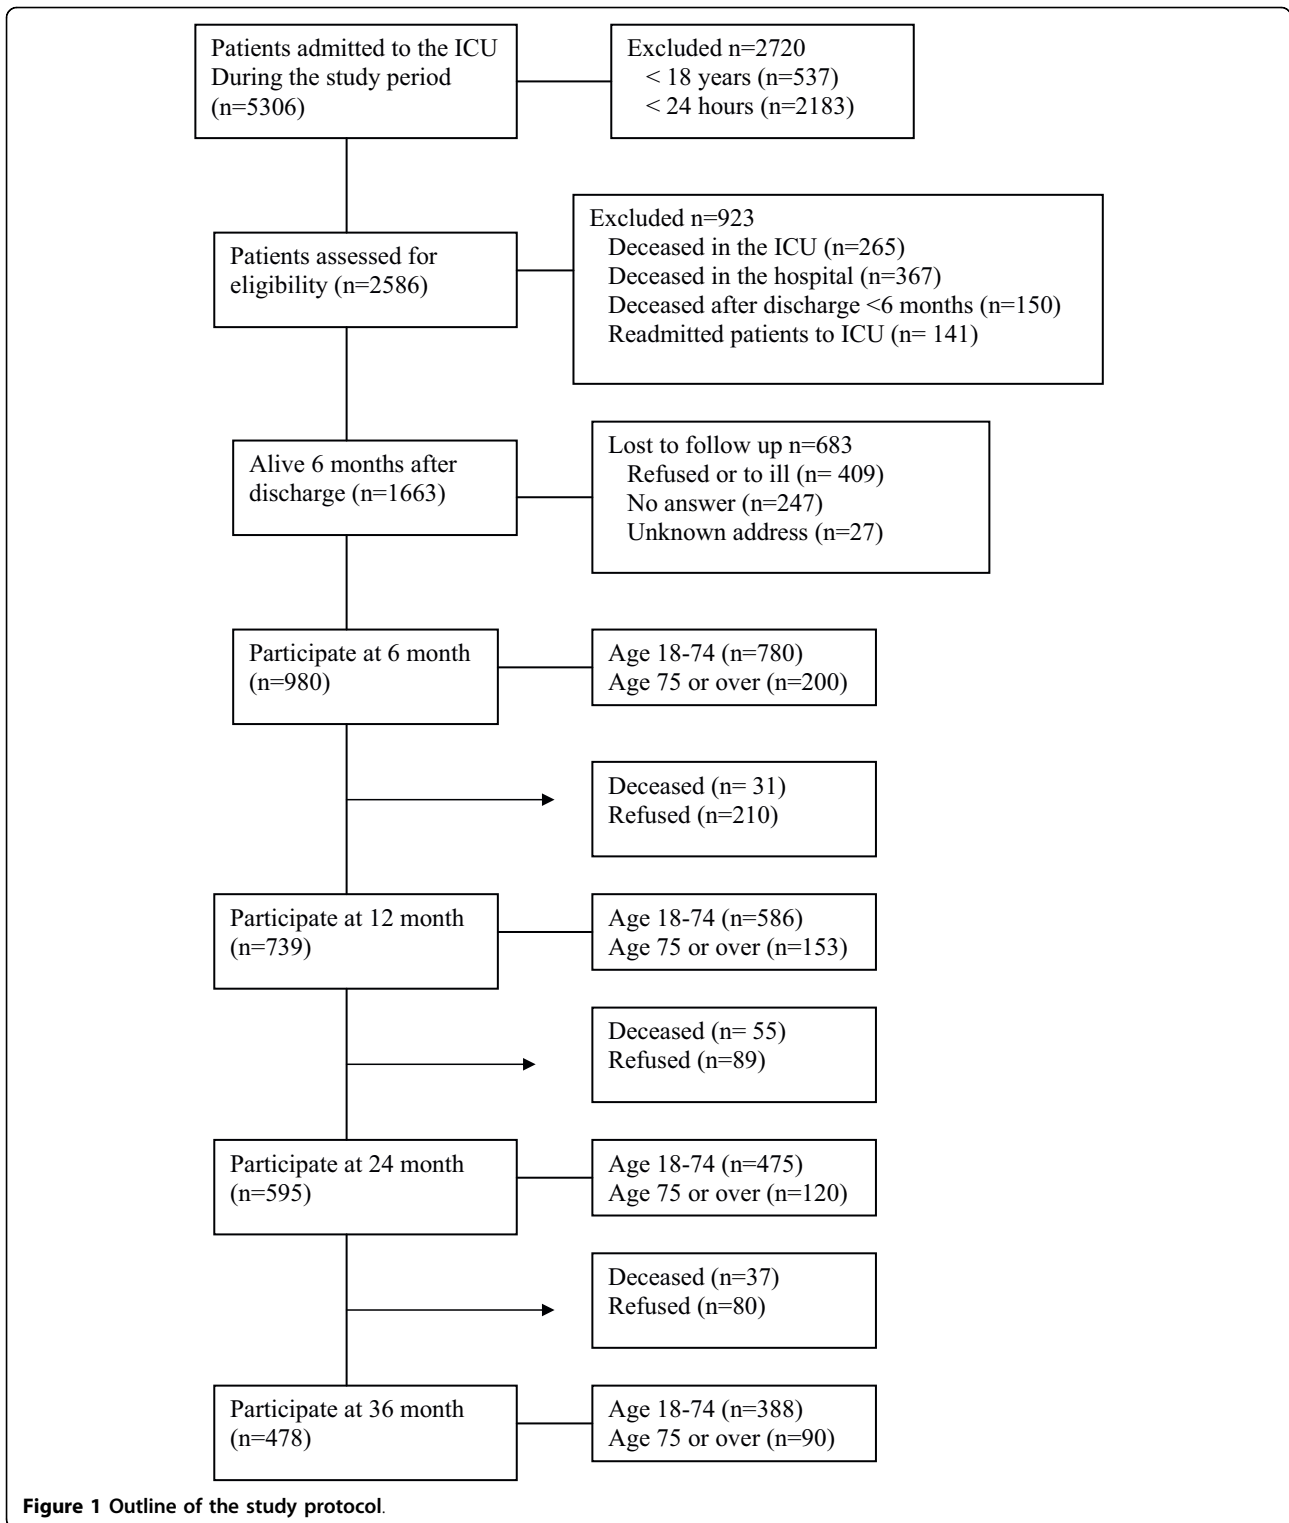 Patients admitted to the ICU
During the study period
(n=5306)
Excluded n=2720
< 18 years (n=537)
< 24 hours (n=2183)
Patients assessed for
eligibility (n=2586)
Excluded n=923
Deceased in the ICU (n=265)
Deceased in the hospital (n=367)
Deceased after discharge <6 months (n=150)
Readmitted patients to ICU (n= 141)
Alive 6 months after
discharge (n=1663)
Lost to follow up n=683
Refused or to ill (n= 409)
No answer (n=247)
Unknown address (n=27)
Participate at 6 month
(n=980)
Age 18-74 (n=780)
Age 75 or over (n=200)
Deceased (n= 31)
Refused (n=210)
Participate at 12 month
(n=739)
Age 18-74 (n=586)
Age 75 or over (n=153)
Deceased (n= 55)
Refused (n=89)
Participate at 24 month
(n=595)
Age 18-74 (n=475)
Age 75 or over (n=120)
Deceased (n=37)
Refused (n=80)
Participate at 36 month
(n=478)
Age 18-74 (n=388)
Age 75 or over (n=90)
Figure 1 Outline of the study protocol.